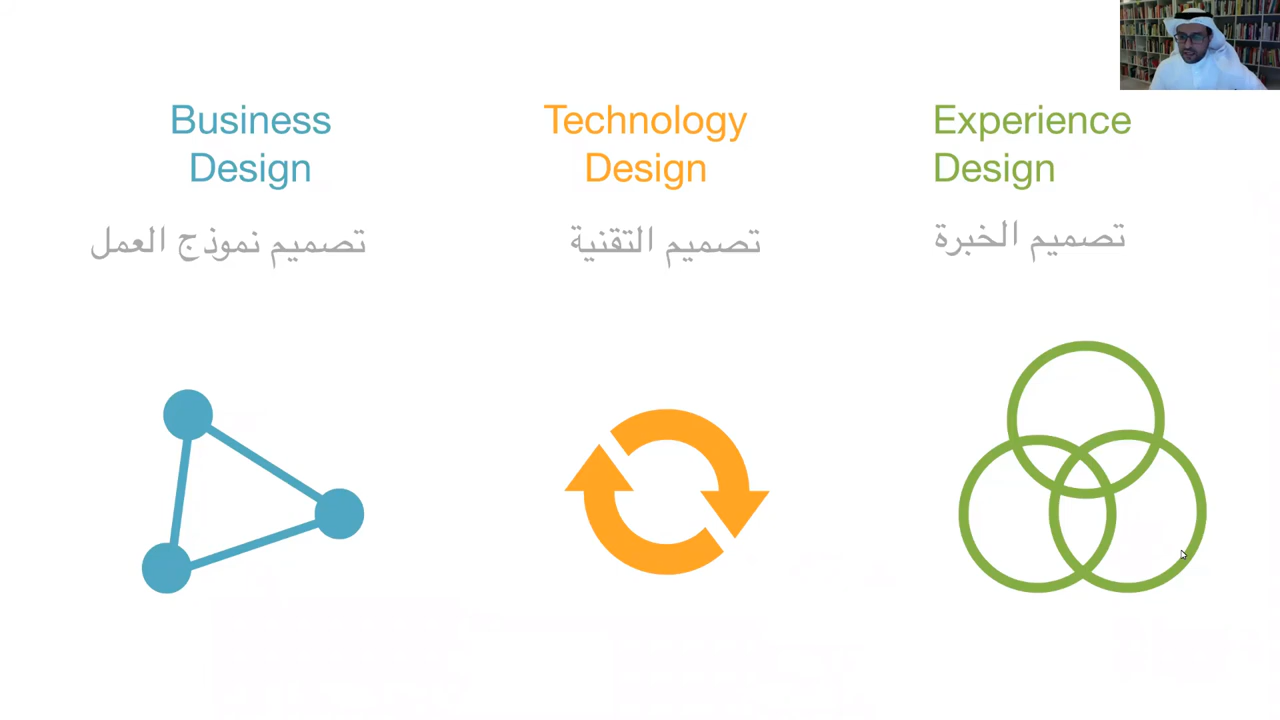 Business
Design
تصميم نموذج العمل
Technology
Design
تصميم التقنية
Experience
Design
تصميم الخبرة